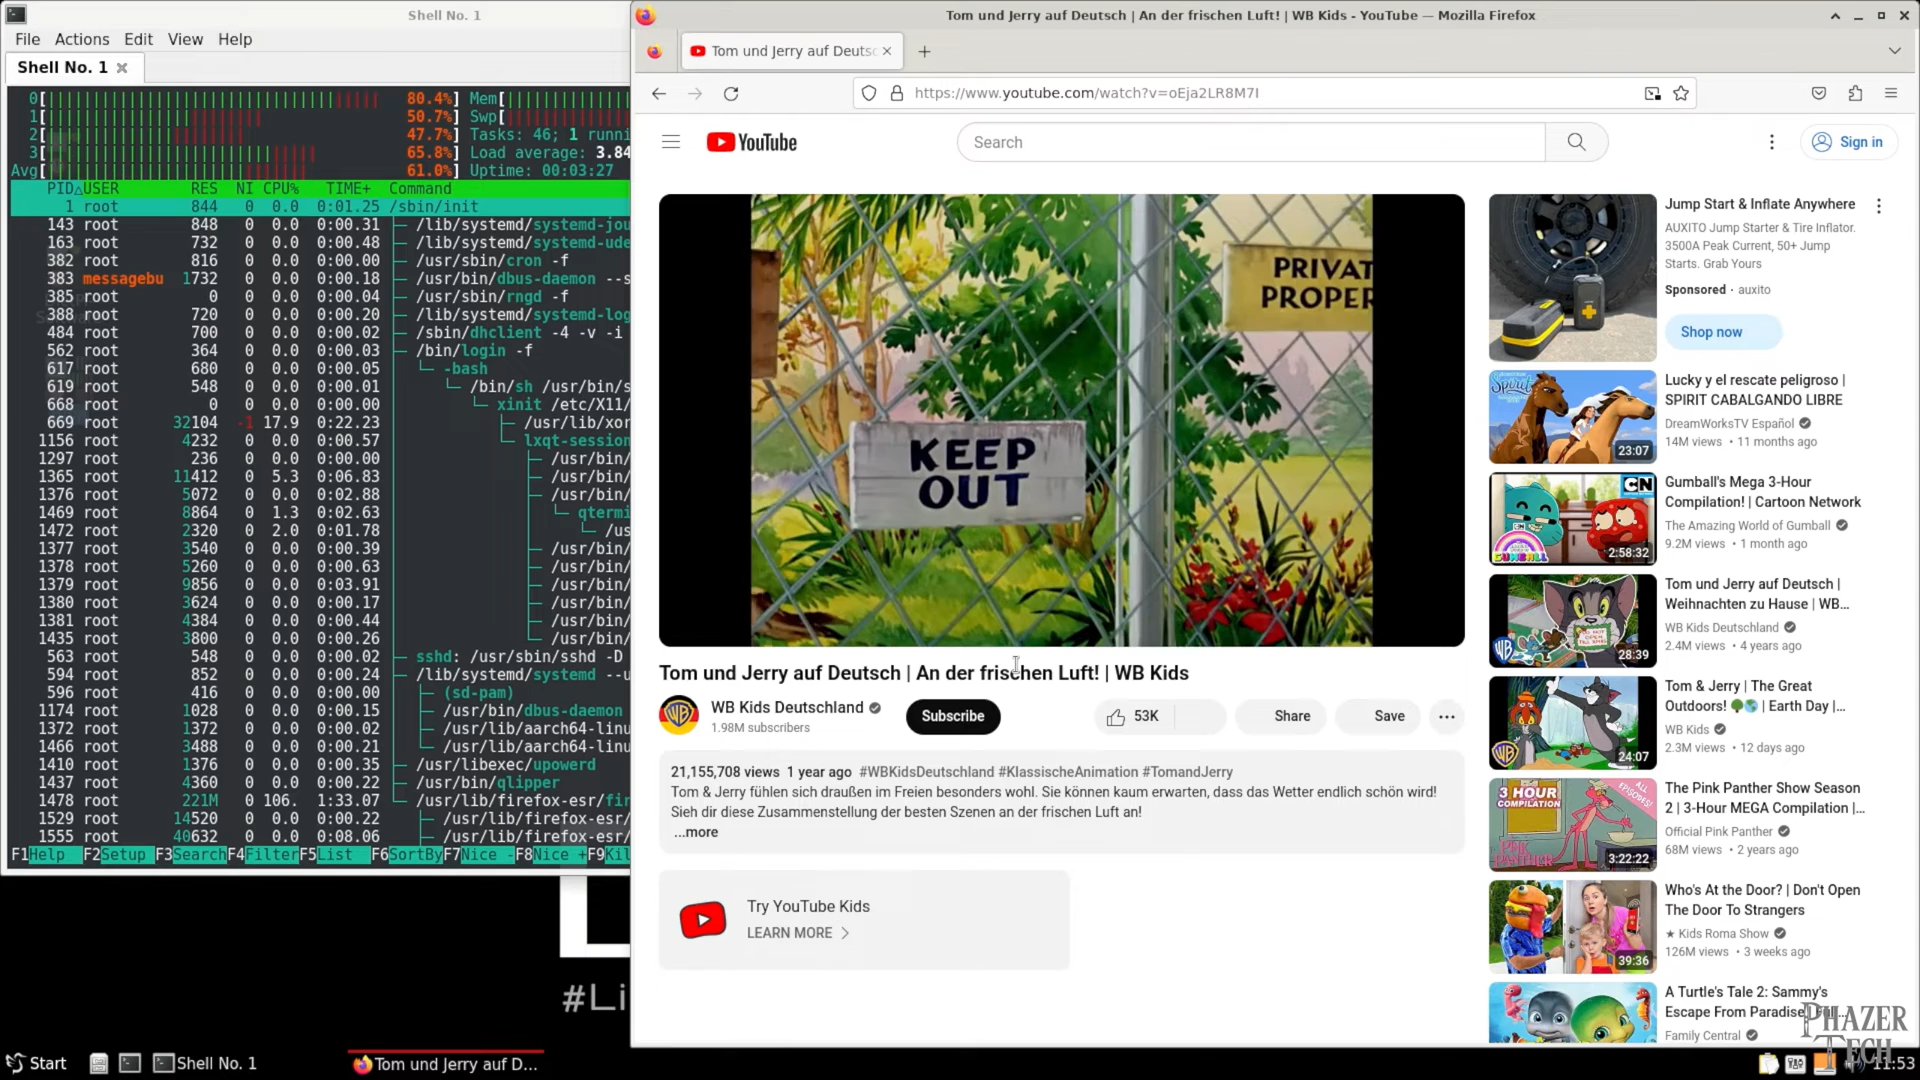 Shell No. 1
File Actions Edit View Help
Shell No. 1
0[ 80.4%] Mem[
1[ 50.7%] Swp[
2[ 47.7%] Tasks: 46; 1 runni
3[ 65.8%] Load average: 3.84
Avg[ 61.0%] Uptime: 00:03:27
PID△USER RES NI CPU% TIME+ Command
1 root 844 0 0.0 0:01.25 /sbin/init
143 root 848 0 0.0 0:00.31 ├─ /lib/systemd/systemd-jou
163 root 732 0 0.0 0:00.48 ├─ /lib/systemd/systemd-ude
382 root 816 0 0.0 0:00.00 ├─ /usr/sbin/cron -f
383 messagebu 1732 0 0.0 0:00.18 ├─ /usr/bin/dbus-daemon --s
385 root 0 0 0.0 0:00.04 ├─ /usr/sbin/rngd -f
388 root 720 0 0.0 0:00.20 ├─ /lib/systemd/systemd-log
484 root 700 0 0.0 0:00.02 ├─ /sbin/dhclient -4 -v -i
562 root 364 0 0.0 0:00.03 ├─ /bin/login -f
617 root 680 0 0.0 0:00.05 │ └─ -bash
619 root 548 0 0.0 0:00.01 │ └─ /bin/sh /usr/bin/s
668 root 0 0 0.0 0:00.00 │ └─ xinit /etc/X11/
669 root 32104 -1 17.9 0:22.23 │ ├─ /usr/lib/xor
1156 root 4232 0 0.0 0:00.57 │ └─ lxqt-session
1297 root 236 0 0.0 0:00.00 │ ├─ /usr/bin/
1365 root 11412 0 5.3 0:06.83 │ ├─ /usr/bin/
1376 root 5072 0 0.0 0:02.88 │ ├─ /usr/bin/
1469 root 8864 0 1.3 0:02.63 │ │ └─ qtermi
1472 root 2320 0 2.0 0:01.78 │ │ └─ /us
1377 root 3540 0 0.0 0:00.39 │ ├─ /usr/bin/
1378 root 5260 0 0.0 0:00.63 │ ├─ /usr/bin/
1379 root 9856 0 0.0 0:03.91 │ ├─ /usr/bin/
1380 root 3624 0 0.0 0:00.17 │ ├─ /usr/bin/
1381 root 4384 0 0.0 0:00.44 │ ├─ /usr/bin/
1435 root 3800 0 0.0 0:00.26 │ └─ /usr/bin/
563 root 548 0 0.0 0:00.02 ├─ sshd: /usr/sbin/sshd -D
594 root 852 0 0.0 0:00.24 ├─ /lib/systemd/systemd --u
596 root 416 0 0.0 0:00.00 │ ├─ (sd-pam)
1174 root 1028 0 0.0 0:00.15 │ ├─ /usr/bin/dbus-daemon
1372 root 1372 0 0.0 0:00.02 │ ├─ /usr/lib/aarch64-linu
1466 root 3488 0 0.0 0:00.21 │ └─ /usr/lib/aarch64-linu
1410 root 1376 0 0.0 0:00.35 ├─ /usr/libexec/upowerd
1437 root 4360 0 0.0 0:00.22 ├─ /usr/bin/qlipper
1478 root 221M 0 106. 1:33.07 └─ /usr/lib/firefox-esr/fir
1529 root 14520 0 0.0 0:00.22 ├─ /usr/lib/firefox-esr/
1555 root 40632 0 0.0 0:08.06 ├─ /usr/lib/firefox-esr/
F1Help F2Setup F3SearchF4FilterF5List F6SortByF7Nice -F8Nice +F9Kil
#Li
Tom und Jerry auf Deutsch | An der frischen Luft! | WB Kids - YouTube — Mozilla Firefox
Tom und Jerry auf Deutsc
https://www.youtube.com/watch?v=oEja2LR8M7I
YouTube
Search
Sign in
PRIVAT
PROPER
KEEP
OUT
Tom und Jerry auf Deutsch | An der frischen Luft! | WB Kids
WB Kids Deutschland
1.98M subscribers
Subscribe
53K
Share
Save
21,155,708 views 1 year ago #WBKidsDeutschland #KlassischeAnimation #TomandJerry
Tom & Jerry fühlen sich draußen im Freien besonders wohl. Sie können kaum erwarten, dass das Wetter endlich schön wird!
Sieh dir diese Zusammenstellung der besten Szenen an der frischen Luft an!
...more
Try YouTube Kids
LEARN MORE
Jump Start & Inflate Anywhere
AUXITO Jump Starter & Tire Inflator.
3500A Peak Current, 50+ Jump
Starts. Grab Yours
Sponsored · auxito
Shop now
Spirit
23:07
Lucky y el rescate peligroso |
SPIRIT CABALGANDO LIBRE
DreamWorksTV Español
14M views • 11 months ago
CN
GUMBALL
2:58:32
Gumball's Mega 3-Hour
Compilation! | Cartoon Network
The Amazing World of Gumball
9.2M views • 1 month ago
28:39
Tom und Jerry auf Deutsch |
Weihnachten zu Hause | WB...
WB Kids Deutschland
2.4M views • 4 years ago
24:07
Tom & Jerry | The Great
Outdoors! 🌳🌎 | Earth Day |...
WB Kids
2.3M views • 12 days ago
3 HOUR
COMPILATION
ALL
EPISODES!
PINK
PANTHER
3:22:22
The Pink Panther Show Season
2 | 3-Hour MEGA Compilation |...
Official Pink Panther
68M views • 2 years ago
39:36
Who's At the Door? | Don't Open
The Door To Strangers
★ Kids Roma Show
126M views • 3 weeks ago
A Turtle's Tale 2: Sammy's
Escape From Paradise
Family Central
PHAZER
TECH
Start
Shell No. 1
Tom und Jerry auf D...
11:53